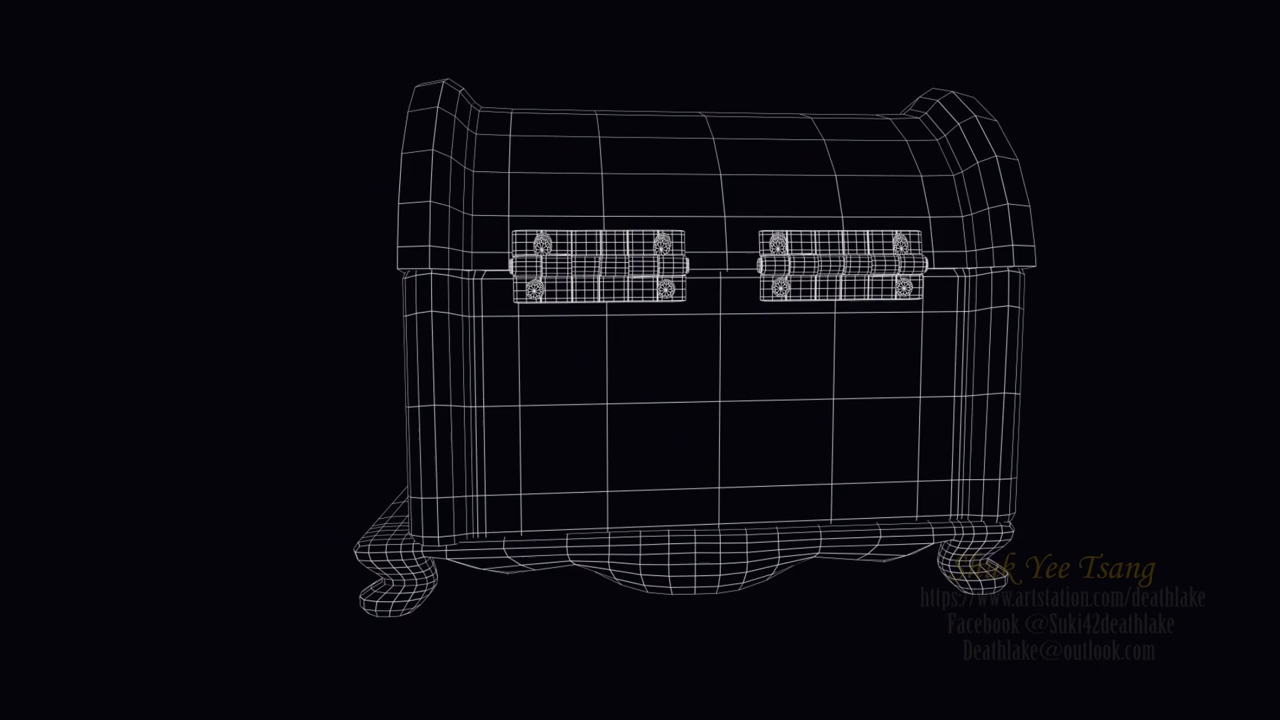 Yee Tsang
https://www.artstation.com/deathlake
Facebook @Suki42deathlake
Deathlake@outlook.com